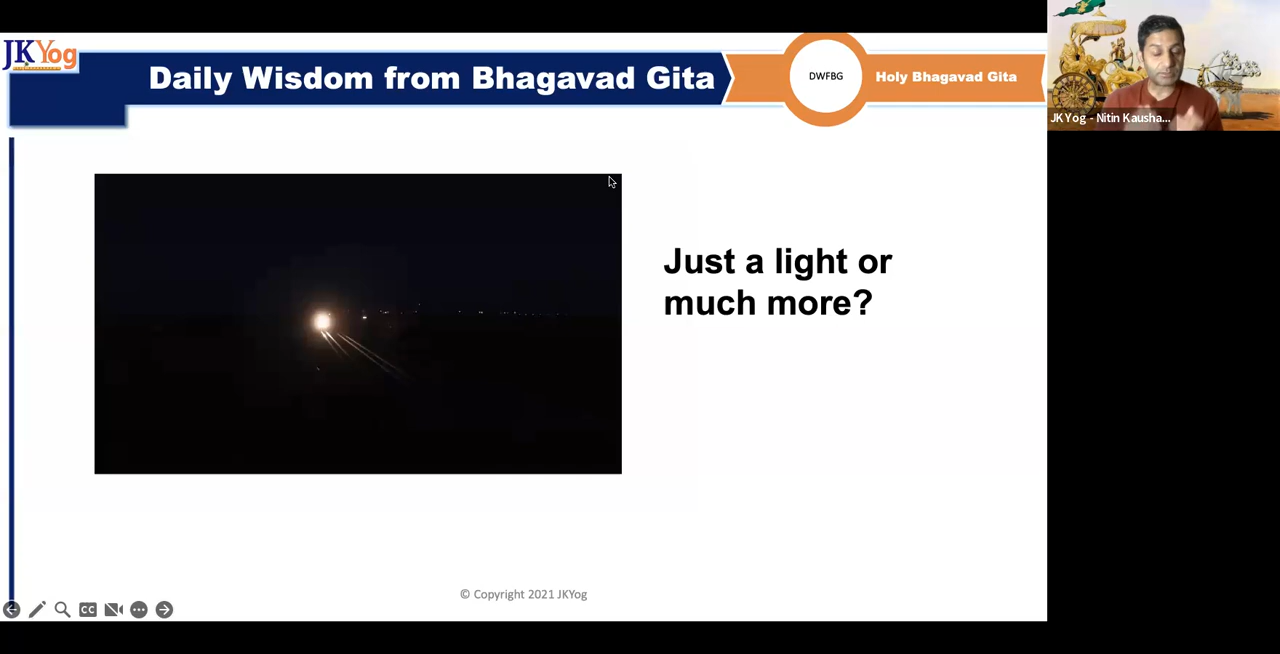 JKYog
Daily Wisdom from Bhagavad Gita
DWFBG
Holy Bhagavad Gita
JKYog - Nitin Kausha...
Just a light or
much more?
© Copyright 2021 JKYog
CC